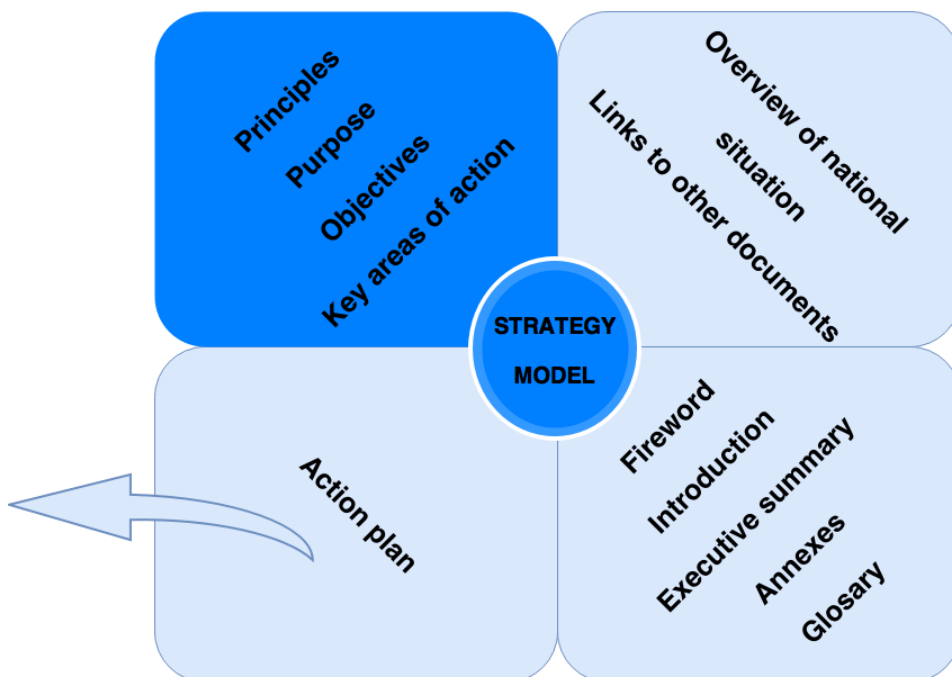 Principles
Purpose
Objectives
Key areas of action
Overview of national
situation
Links to other documents
STRATEGY
MODEL
Action plan
Fireword
Introduction
Executive summary
Annexes
Glosary